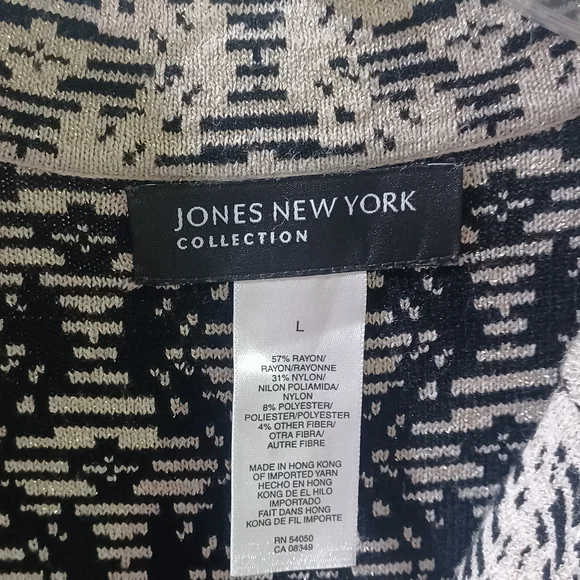 JONES NEW YORK
COLLECTION
L
57% RAYON/
RAYON/RAYONNE
31% NYLON/
NILON POLIAMIDA/
NYLON
8% POLYESTER/
POLIESTER/POLYESTER
4% OTHER FIBER/
OTRA FIBRA/
AUTRE FIBRE
MADE IN HONG KONG
OF IMPORTED YARN
HECHO EN HONG
KONG DE EL HILO
IMPORTADO
FAIT DANS HONG
KONG DE FIL IMPORTE
RN 54050
CA 08349